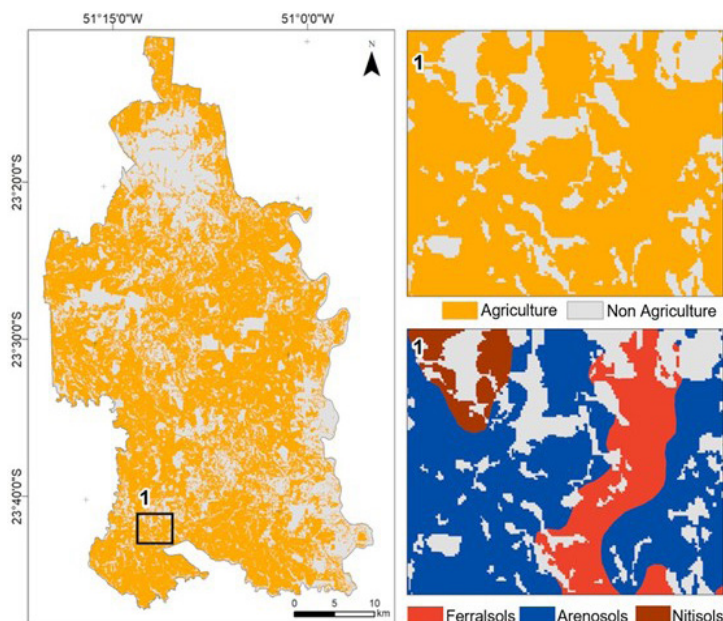 51°15'0"W
51°0'0"W
N
23°20'0"S
23°30'0"S
23°40'0"S
1
0 5 10
km
1
Agriculture
Non Agriculture
1
Ferralsols
Arenosols
Nitisols